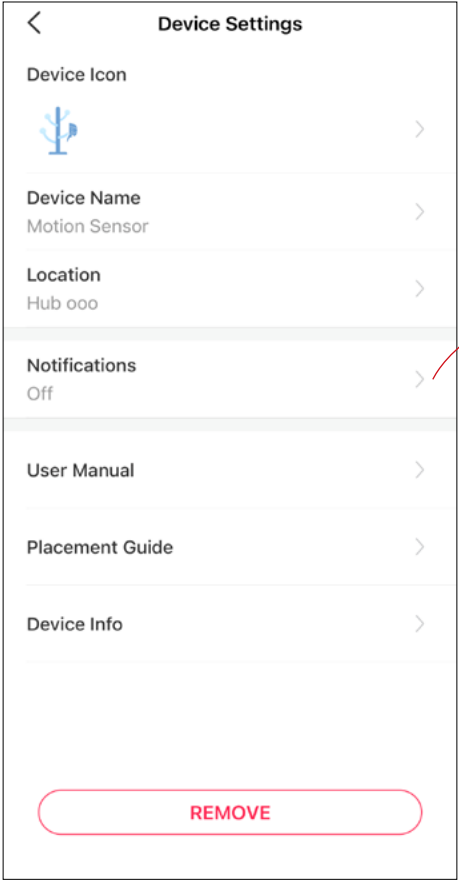 Device Settings
Device Icon
Device Name
Motion Sensor
Location
Hub ooo
Notifications
Off
User Manual
Placement Guide
Device Info
REMOVE